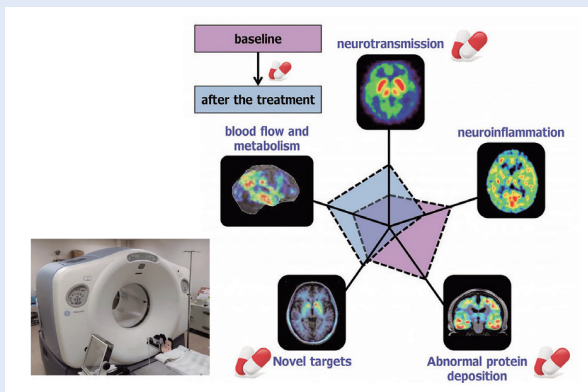 baseline
after the treatment
neurotransmission
blood flow and
metabolism
neuroinflammation
Novel targets
Abnormal protein
deposition